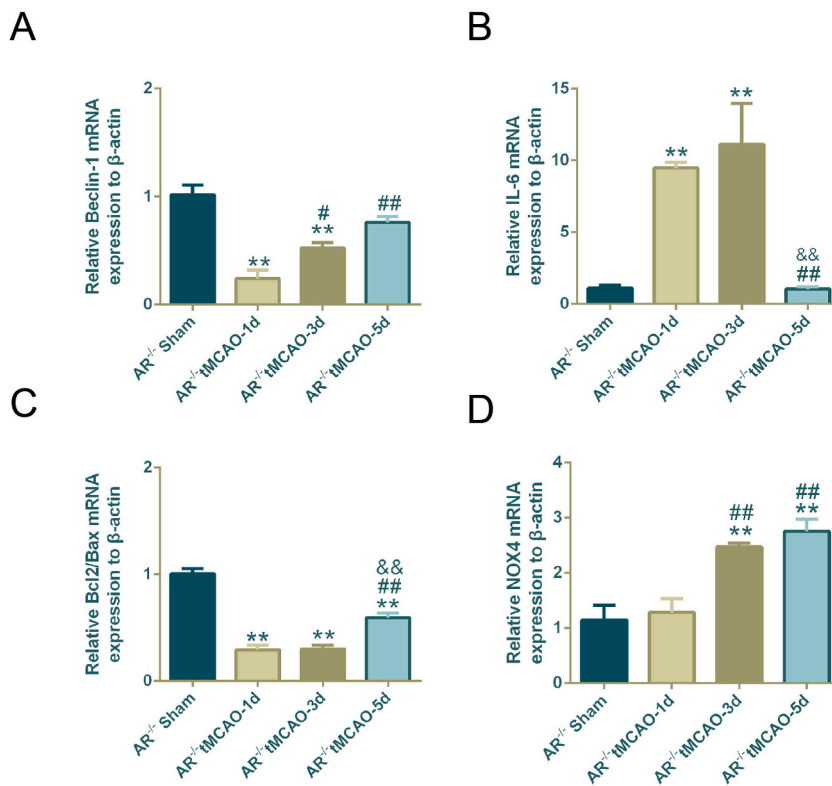 A
Relative Beclin-1 mRNA
expression to β-actin
2
1
0
**
#
**
##
AR⁻/⁻ Sham
AR⁻/⁻ tMCAO-1d
AR⁻/⁻ tMCAO-3d
AR⁻/⁻ tMCAO-5d
B
Relative IL-6 mRNA
expression to β-actin
15
10
5
0
**
**
&&
##
AR⁻/⁻ Sham
AR⁻/⁻ tMCAO-1d
AR⁻/⁻ tMCAO-3d
AR⁻/⁻ tMCAO-5d
C
Relative Bcl2/Bax mRNA
expression to β-actin
2
1
0
**
**
&&
##
**
AR⁻/⁻ Sham
AR⁻/⁻ tMCAO-1d
AR⁻/⁻ tMCAO-3d
AR⁻/⁻ tMCAO-5d
D
Relative NOX4 mRNA
expression to β-actin
4
3
2
1
0
##
**
##
**
AR⁻/⁻ Sham
AR⁻/⁻ tMCAO-1d
AR⁻/⁻ tMCAO-3d
AR⁻/⁻ tMCAO-5d